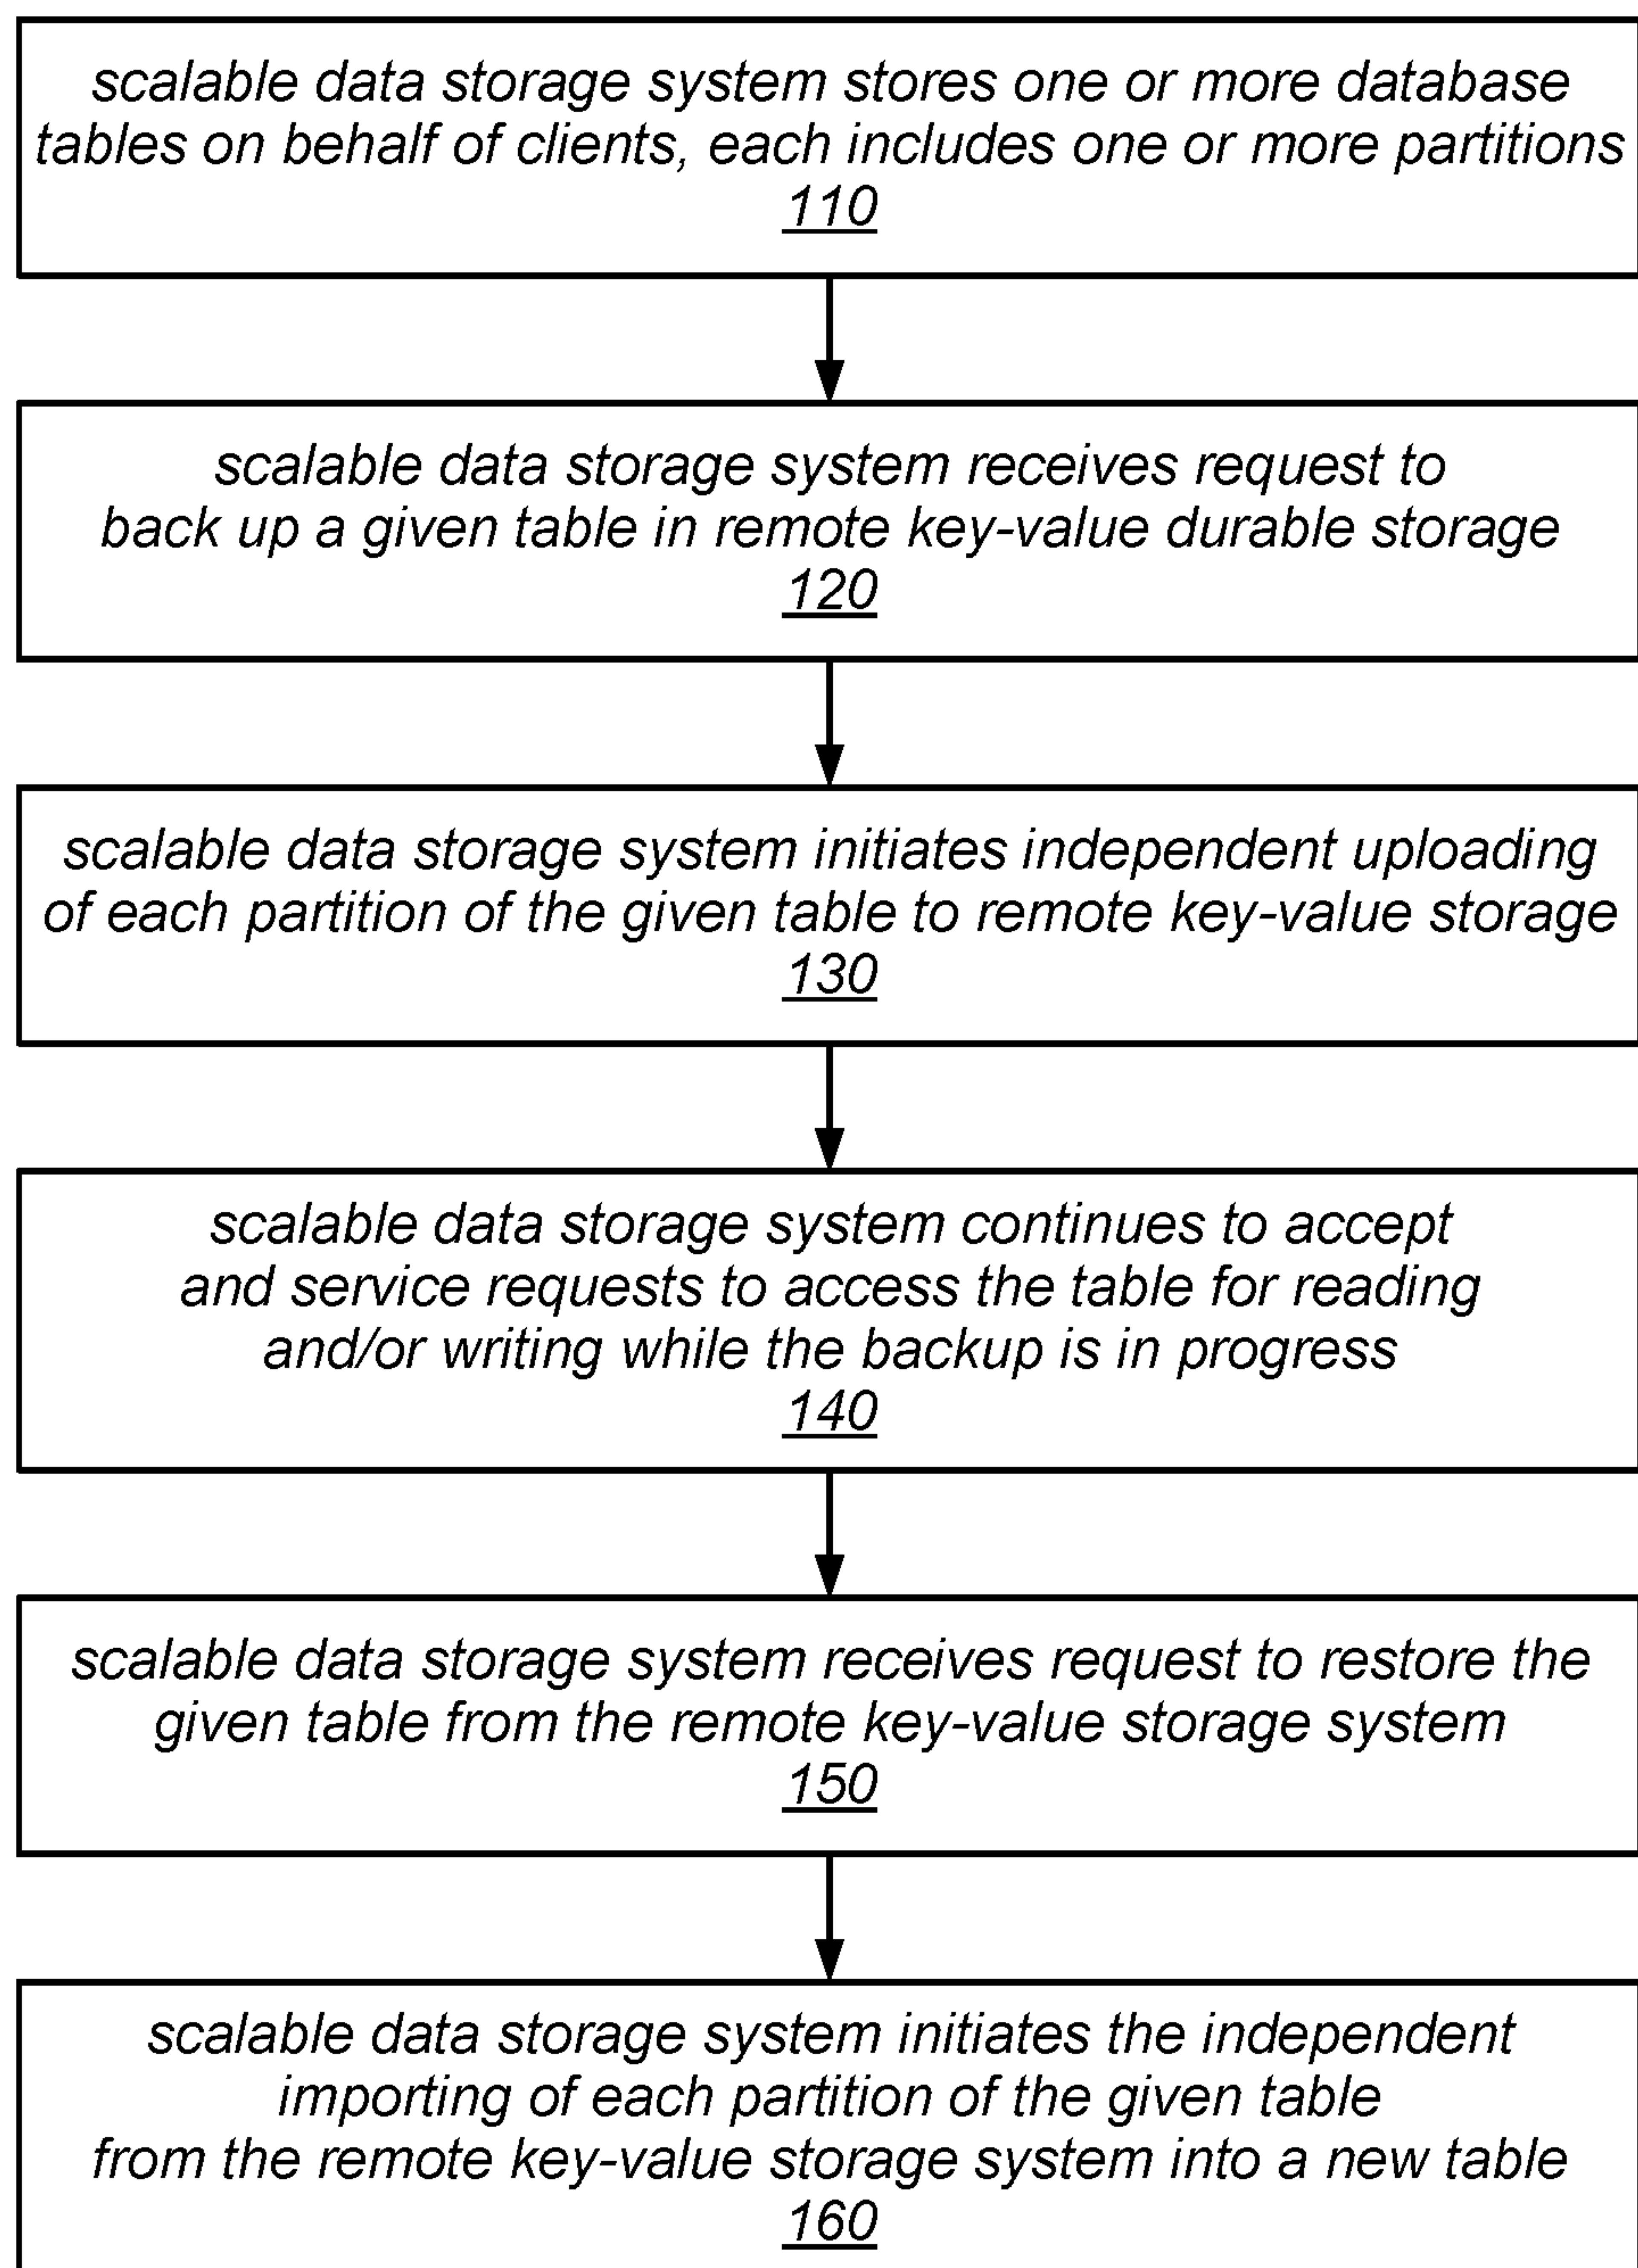 scalable data storage system stores one or more database
tables on behalf of clients, each includes one or more partitions
110
scalable data storage system receives request to
back up a given table in remote key-value durable storage
120
scalable data storage system initiates independent uploading
of each partition of the given table to remote key-value storage
130
scalable data storage system continues to accept
and service requests to access the table for reading
and/or writing while the backup is in progress
140
scalable data storage system receives request to restore the
given table from the remote key-value storage system
150
scalable data storage system initiates the independent
importing of each partition of the given table
from the remote key-value storage system into a new table
160